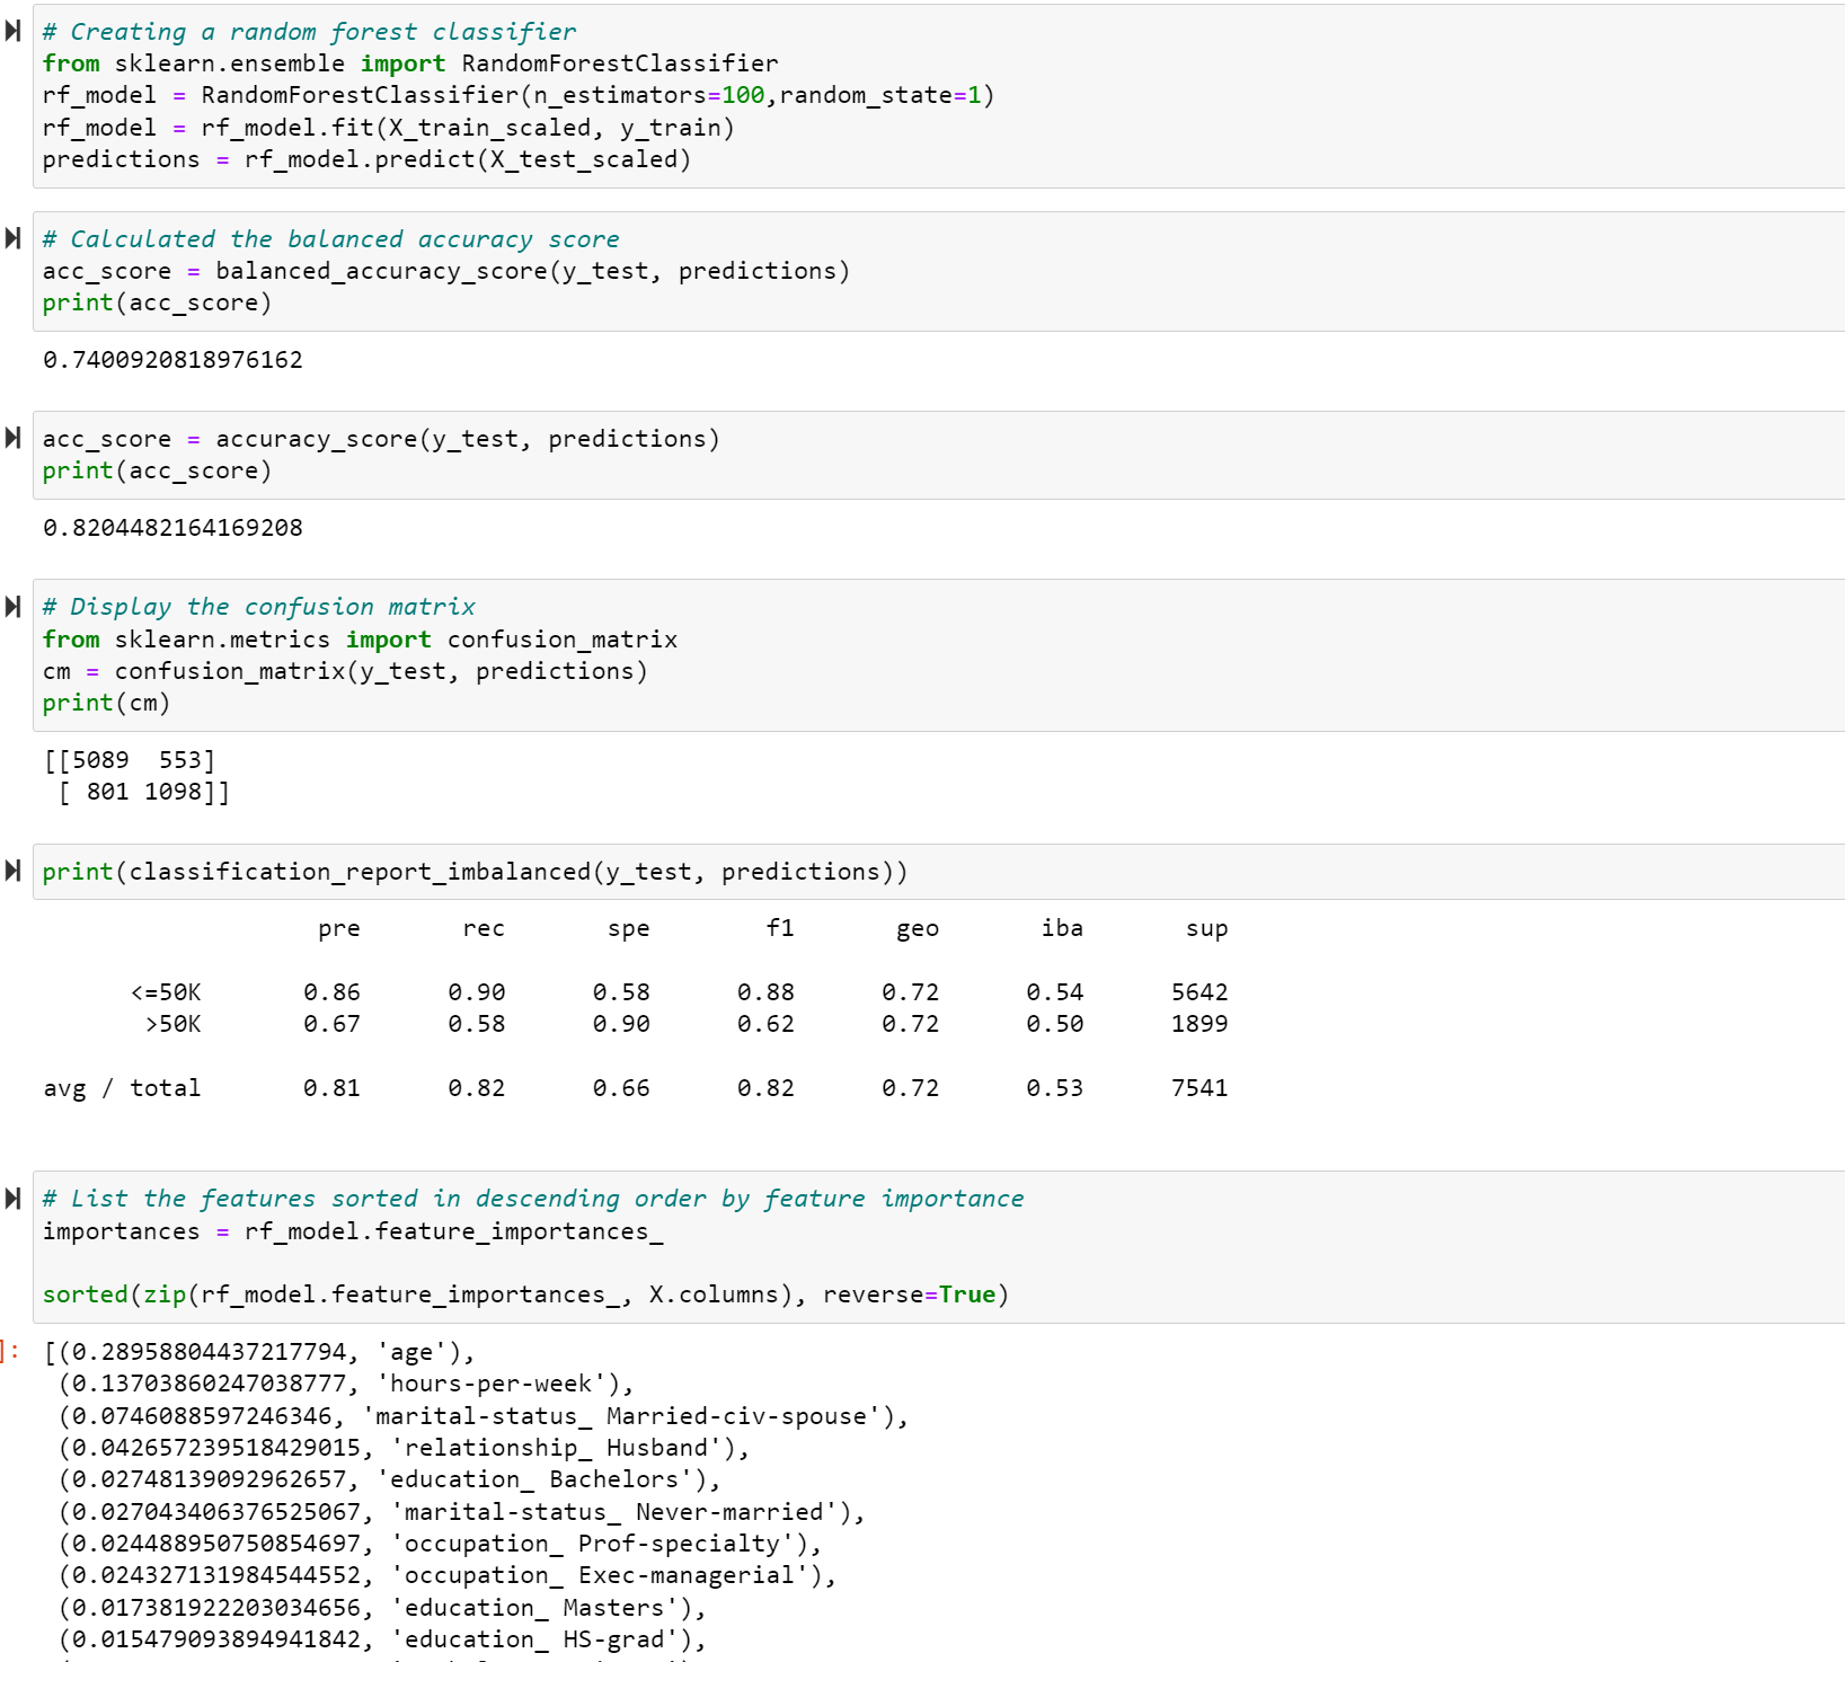 # Creating a random forest classifier
from sklearn.ensemble import RandomForestClassifier
rf_model = RandomForestClassifier(n_estimators=100,random_state=1)
rf_model = rf_model.fit(X_train_scaled, y_train)
predictions = rf_model.predict(X_test_scaled)
# Calculated the balanced accuracy score
acc_score = balanced_accuracy_score(y_test, predictions)
print(acc_score)
0.7400920818976162
acc_score = accuracy_score(y_test, predictions)
print(acc_score)
0.8204482164169208
# Display the confusion matrix
from sklearn.metrics import confusion_matrix
cm = confusion_matrix(y_test, predictions)
print(cm)
[[5089  553]
 [ 801 1098]]
print(classification_report_imbalanced(y_test, predictions))
pre rec spe f1 geo iba sup
<=50K 0.86 0.90 0.58 0.88 0.72 0.54 5642
>50K 0.67 0.58 0.90 0.62 0.72 0.50 1899
avg / total 0.81 0.82 0.66 0.82 0.72 0.53 7541
# List the features sorted in descending order by feature importance
importances = rf_model.feature_importances_
sorted(zip(rf_model.feature_importances_, X.columns), reverse=True)
]: [(0.28958804437217794, 'age'),
(0.13703860247038777, 'hours-per-week'),
(0.0746088597246346, 'marital-status_ Married-civ-spouse'),
(0.042657239518429015, 'relationship_ Husband'),
(0.02748139092962657, 'education_ Bachelors'),
(0.027043406376525067, 'marital-status_ Never-married'),
(0.024488950750854697, 'occupation_ Prof-specialty'),
(0.024327131984544552, 'occupation_ Exec-managerial'),
(0.017381922203034656, 'education_ Masters'),
(0.015479093894941842, 'education_ HS-grad'),